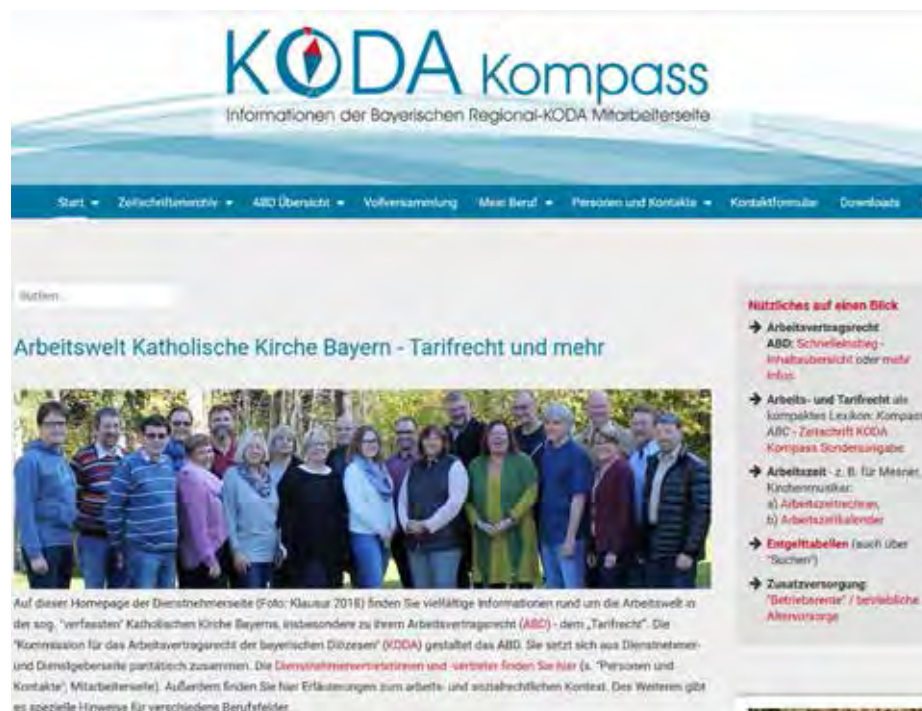 KODA Kompass
Informationen der Bayerischen Regional-KODA Mitarbeiterseite
Start Zeitschriftenarchiv ABD Übersicht Vollversammlung Mein Beruf Personen und Kontakte Kontaktformular Downloads
Suchen...
Arbeitswelt Katholische Kirche Bayern - Tarifrecht und mehr
Auf dieser Homepage der Dienstnehmerseite (Foto: Klausur 2018) finden Sie vielfältige Informationen rund um die Arbeitswelt in
der sog. "verfassten" Katholischen Kirche Bayerns, insbesondere zu ihrem Arbeitsvertragsrecht (ABD) - dem „Tarifrecht". Die
"Kommission für das Arbeitsvertragsrecht der bayerischen Diözesen" (KODA) gestaltet das ABD. Sie setzt sich aus Dienstnehmer-
und Dienstgeberseite paritätisch zusammen. Die Dienstnehmervertreterinnen und -vertreter finden Sie hier (s. "Personen und
Kontakte", Mitarbeiterseite). Außerdem finden Sie hier Erläuterungen zum arbeits- und sozialrechtlichen Kontext. Des Weiteren gibt
es spezielle Hinweise für verschiedene Berufsfelder.
Nützliches auf einen Blick
Arbeitsvertragsrecht
ABD: Schnelleinstieg -
Inhaltsübersicht oder mehr
Infos
Arbeits- und Tarifrecht als
kompaktes Lexikon: Kompass
ABC - Zeitschrift KODA
Kompass Sonderausgabe
Arbeitszeit - z. B. für Mesner,
Kirchenmusiker:
a) Arbeitszeitrechner,
b) Arbeitszeitkalender
Entgelttabellen (auch über
"Suchen")
Zusatzversorgung:
"Betriebsrente" / betriebliche
Altersvorsorge